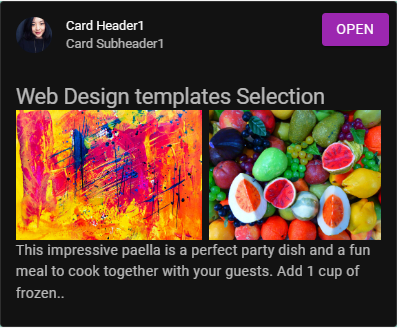 Card Header1
Card Subheader1
OPEN
Web Design templates Selection
This impressive paella is a perfect party dish and a fun
meal to cook together with your guests. Add 1 cup of
frozen..